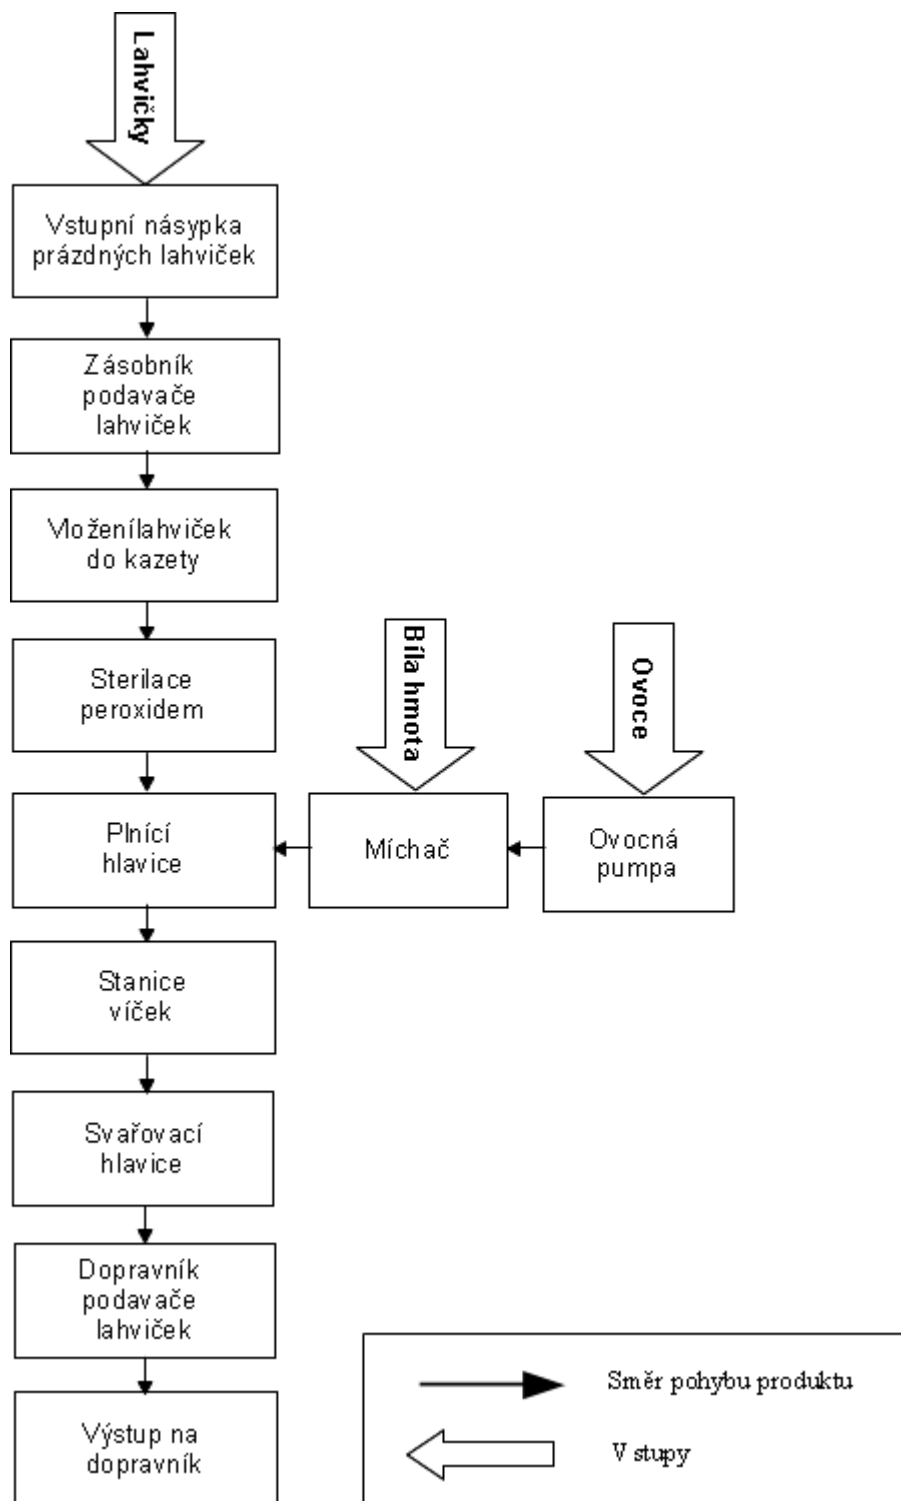 Lahvičky
Vstupní násypka
prázdných lahviček
Zásobník
podavače
lahviček
Vloženílahviček
do kazety
Sterilace
peroxidem
Bíla hmota
Ovoce
Plnící
hlavice
Míchač
Ovocná
pumpa
Stanice
víček
Svařovací
hlavice
Dopravník
podavače
lahviček
Výstup na
dopravník
Směr pohybu produktu
V stupy